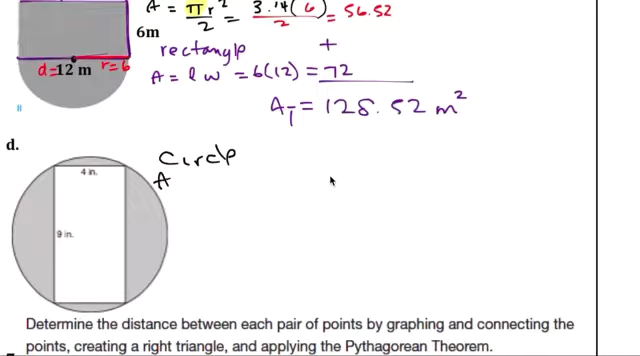 A = πr²/2 = 3.14(6)/2 = 56.52
6m
rectangle +
d=12 m r=6
A = lw = 6(12) = 72
A_T = 128.52 m²
d.
Circle
A
4 in.
9 in.
Determine the distance between each pair of points by graphing and connecting the
points, creating a right triangle, and applying the Pythagorean Theorem.